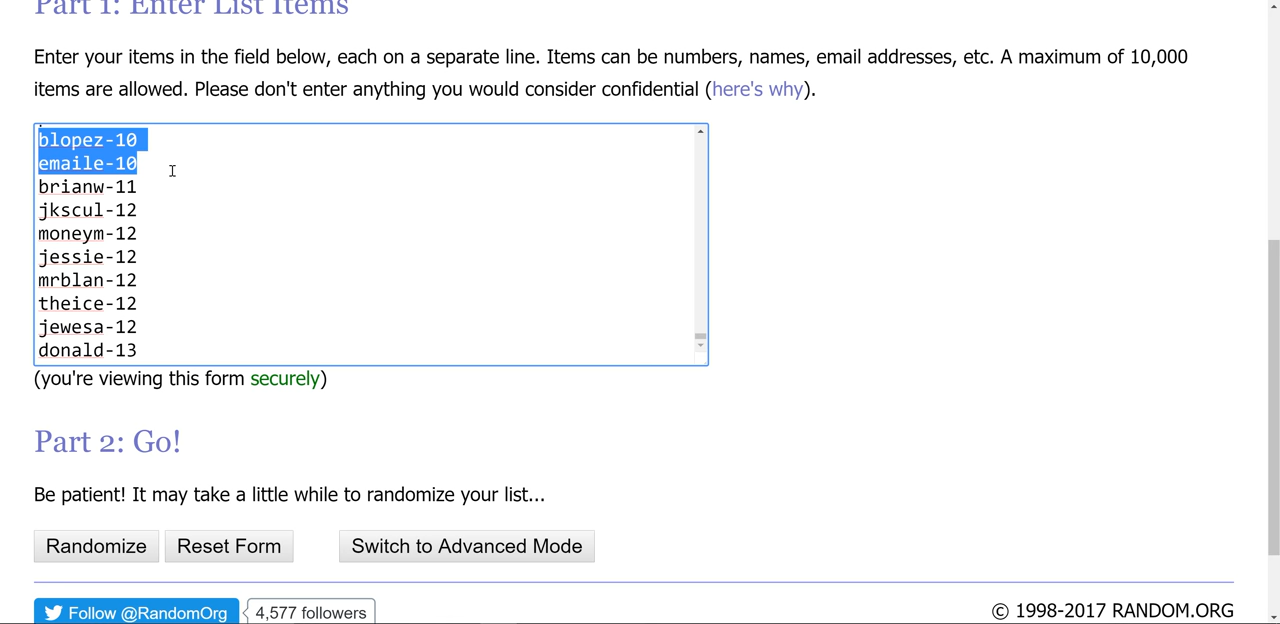 Part 1: Enter List Items
Enter your items in the field below, each on a separate line. Items can be numbers, names, email addresses, etc. A maximum of 10,000
items are allowed. Please don't enter anything you would consider confidential (here's why).
blopez-10
emaile-10
brianw-11
jkscul-12
moneym-12
jessie-12
mrblan-12
theice-12
jewesa-12
donald-13
(you're viewing this form securely)
Part 2: Go!
Be patient! It may take a little while to randomize your list...
Randomize Reset Form Switch to Advanced Mode
Follow @RandomOrg 4,577 followers © 1998-2017 RANDOM.ORG